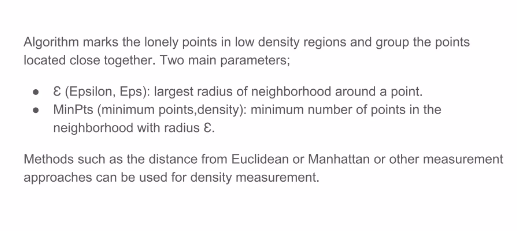 Algorithm marks the lonely points in low density regions and group the points
located close together. Two main parameters;
● Ɛ (Epsilon, Eps): largest radius of neighborhood around a point.
● MinPts (minimum points,density): minimum number of points in the
neighborhood with radius Ɛ.
Methods such as the distance from Euclidean or Manhattan or other measurement
approaches can be used for density measurement.